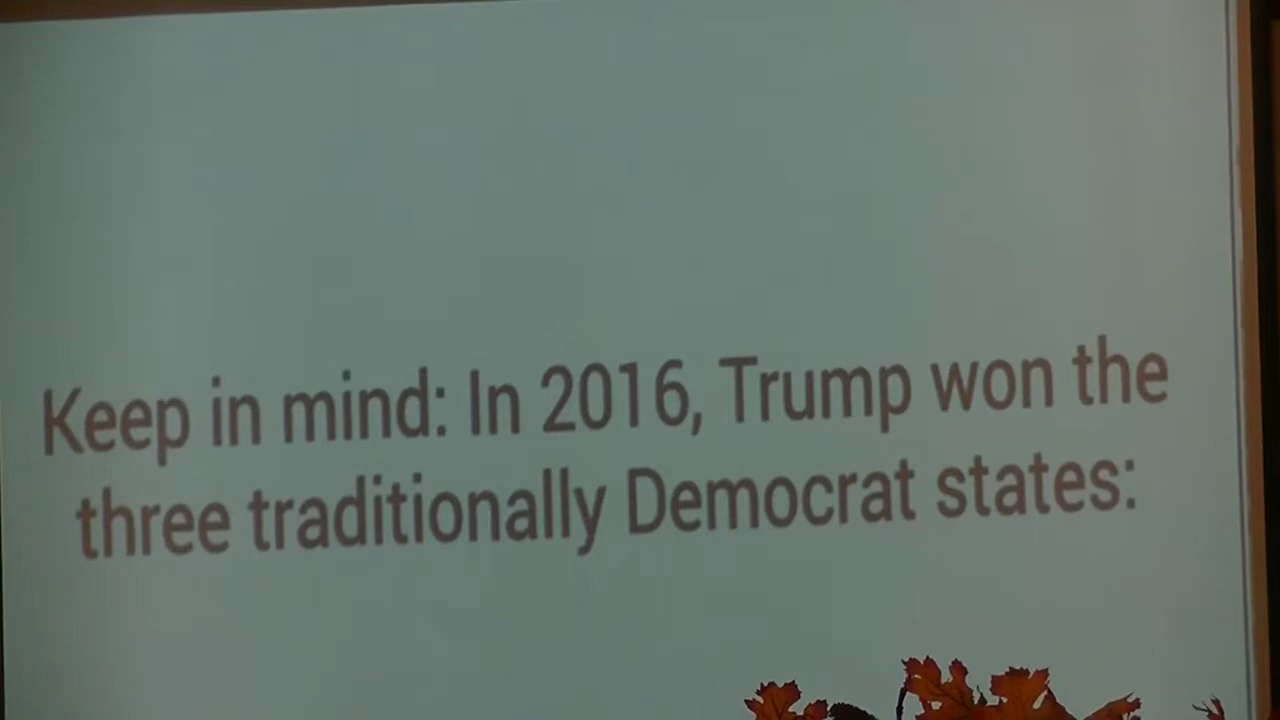 Keep in mind: In 2016, Trump won the
three traditionally Democrat states: